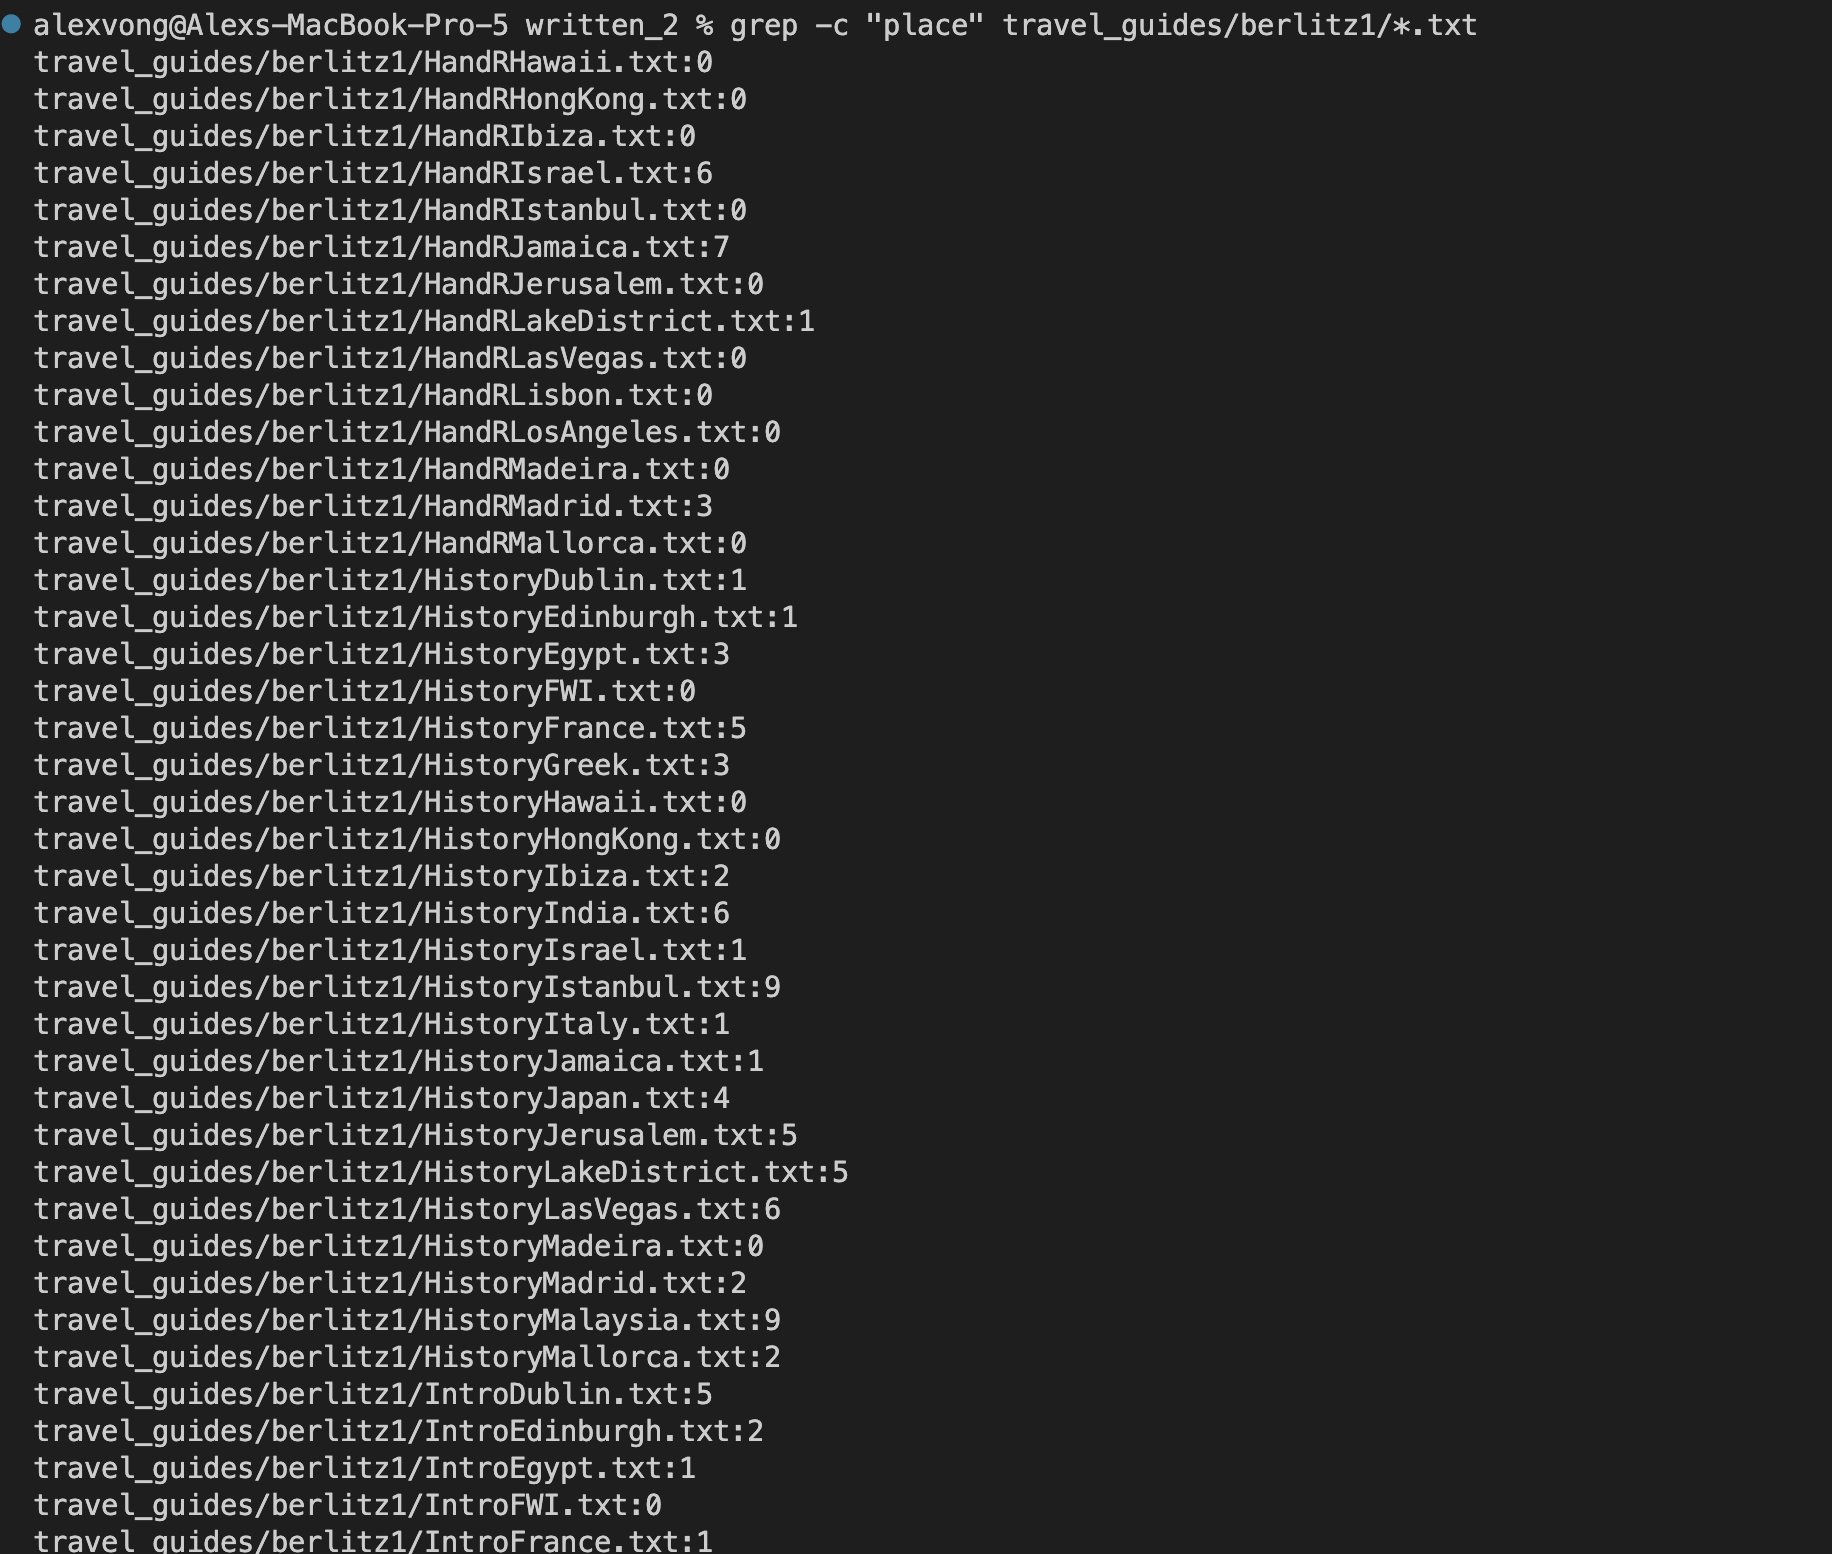 alexvong@Alexs-MacBook-Pro-5 written_2 % grep -c "place" travel_guides/berlitz1/*.txt
travel_guides/berlitz1/HandRHawaii.txt:0
travel_guides/berlitz1/HandRHongKong.txt:0
travel_guides/berlitz1/HandRIbiza.txt:0
travel_guides/berlitz1/HandRIsrael.txt:6
travel_guides/berlitz1/HandRIstanbul.txt:0
travel_guides/berlitz1/HandRJamaica.txt:7
travel_guides/berlitz1/HandRJerusalem.txt:0
travel_guides/berlitz1/HandRLakeDistrict.txt:1
travel_guides/berlitz1/HandRLasVegas.txt:0
travel_guides/berlitz1/HandRLisbon.txt:0
travel_guides/berlitz1/HandRLosAngeles.txt:0
travel_guides/berlitz1/HandRMadeira.txt:0
travel_guides/berlitz1/HandRMadrid.txt:3
travel_guides/berlitz1/HandRMallorca.txt:0
travel_guides/berlitz1/HistoryDublin.txt:1
travel_guides/berlitz1/HistoryEdinburgh.txt:1
travel_guides/berlitz1/HistoryEgypt.txt:3
travel_guides/berlitz1/HistoryFWI.txt:0
travel_guides/berlitz1/HistoryFrance.txt:5
travel_guides/berlitz1/HistoryGreek.txt:3
travel_guides/berlitz1/HistoryHawaii.txt:0
travel_guides/berlitz1/HistoryHongKong.txt:0
travel_guides/berlitz1/HistoryIbiza.txt:2
travel_guides/berlitz1/HistoryIndia.txt:6
travel_guides/berlitz1/HistoryIsrael.txt:1
travel_guides/berlitz1/HistoryIstanbul.txt:9
travel_guides/berlitz1/HistoryItaly.txt:1
travel_guides/berlitz1/HistoryJamaica.txt:1
travel_guides/berlitz1/HistoryJapan.txt:4
travel_guides/berlitz1/HistoryJerusalem.txt:5
travel_guides/berlitz1/HistoryLakeDistrict.txt:5
travel_guides/berlitz1/HistoryLasVegas.txt:6
travel_guides/berlitz1/HistoryMadeira.txt:0
travel_guides/berlitz1/HistoryMadrid.txt:2
travel_guides/berlitz1/HistoryMalaysia.txt:9
travel_guides/berlitz1/HistoryMallorca.txt:2
travel_guides/berlitz1/IntroDublin.txt:5
travel_guides/berlitz1/IntroEdinburgh.txt:2
travel_guides/berlitz1/IntroEgypt.txt:1
travel_guides/berlitz1/IntroFWI.txt:0
travel_guides/berlitz1/IntroFrance.txt:1